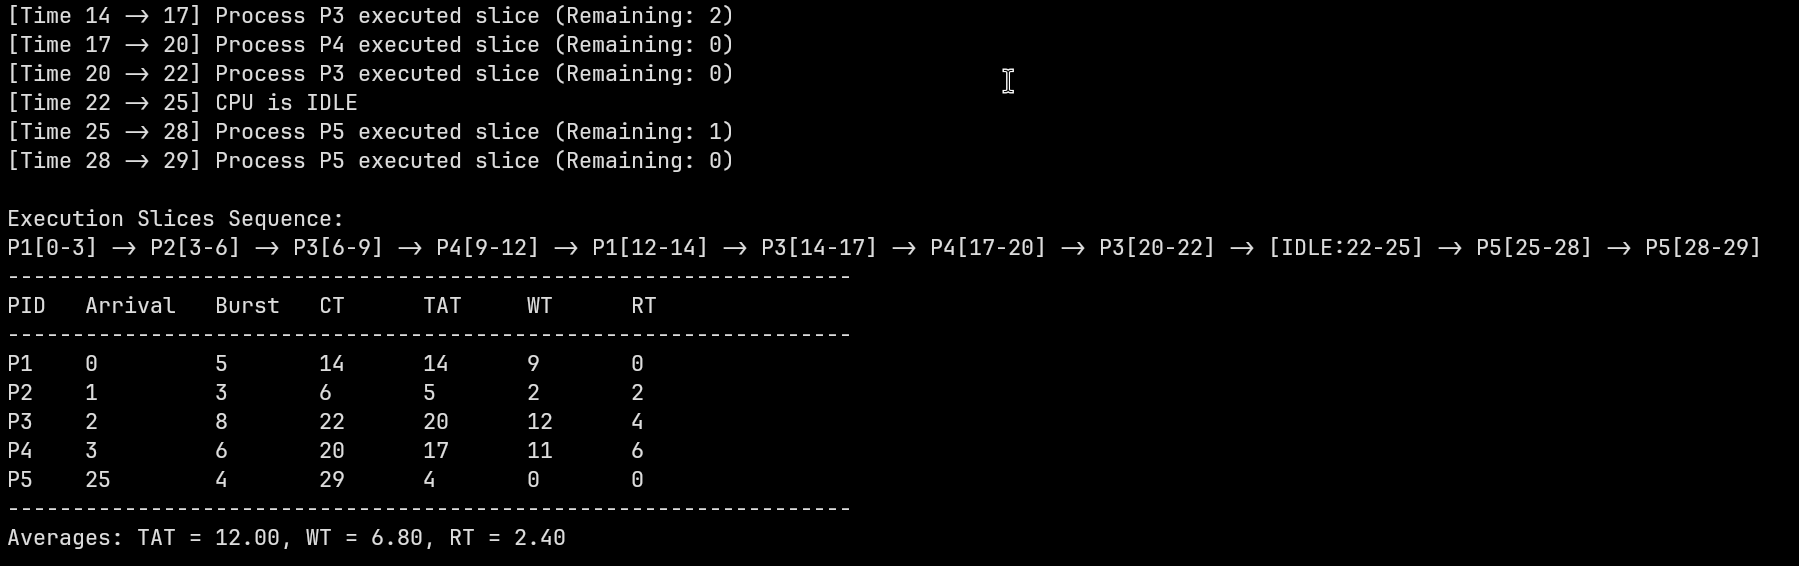 [Time 14 -> 17] Process P3 executed slice (Remaining: 2)
[Time 17 -> 20] Process P4 executed slice (Remaining: 0)
[Time 20 -> 22] Process P3 executed slice (Remaining: 0)
[Time 22 -> 25] CPU is IDLE
[Time 25 -> 28] Process P5 executed slice (Remaining: 1)
[Time 28 -> 29] Process P5 executed slice (Remaining: 0)

Execution Slices Sequence:
P1[0-3] -> P2[3-6] -> P3[6-9] -> P4[9-12] -> P1[12-14] -> P3[14-17] -> P4[17-20] -> P3[20-22] -> [IDLE:22-25] -> P5[25-28] -> P5[28-29]
-----------------------------------------------------------------
PID   Arrival   Burst   CT      TAT     WT      RT
-----------------------------------------------------------------
P1    0         5       14      14      9       0
P2    1         3       6       5       2       2
P3    2         8       22      20      12      4
P4    3         6       20      17      11      6
P5    25        4       29      4       0       0
-----------------------------------------------------------------
Averages: TAT = 12.00, WT = 6.80, RT = 2.40